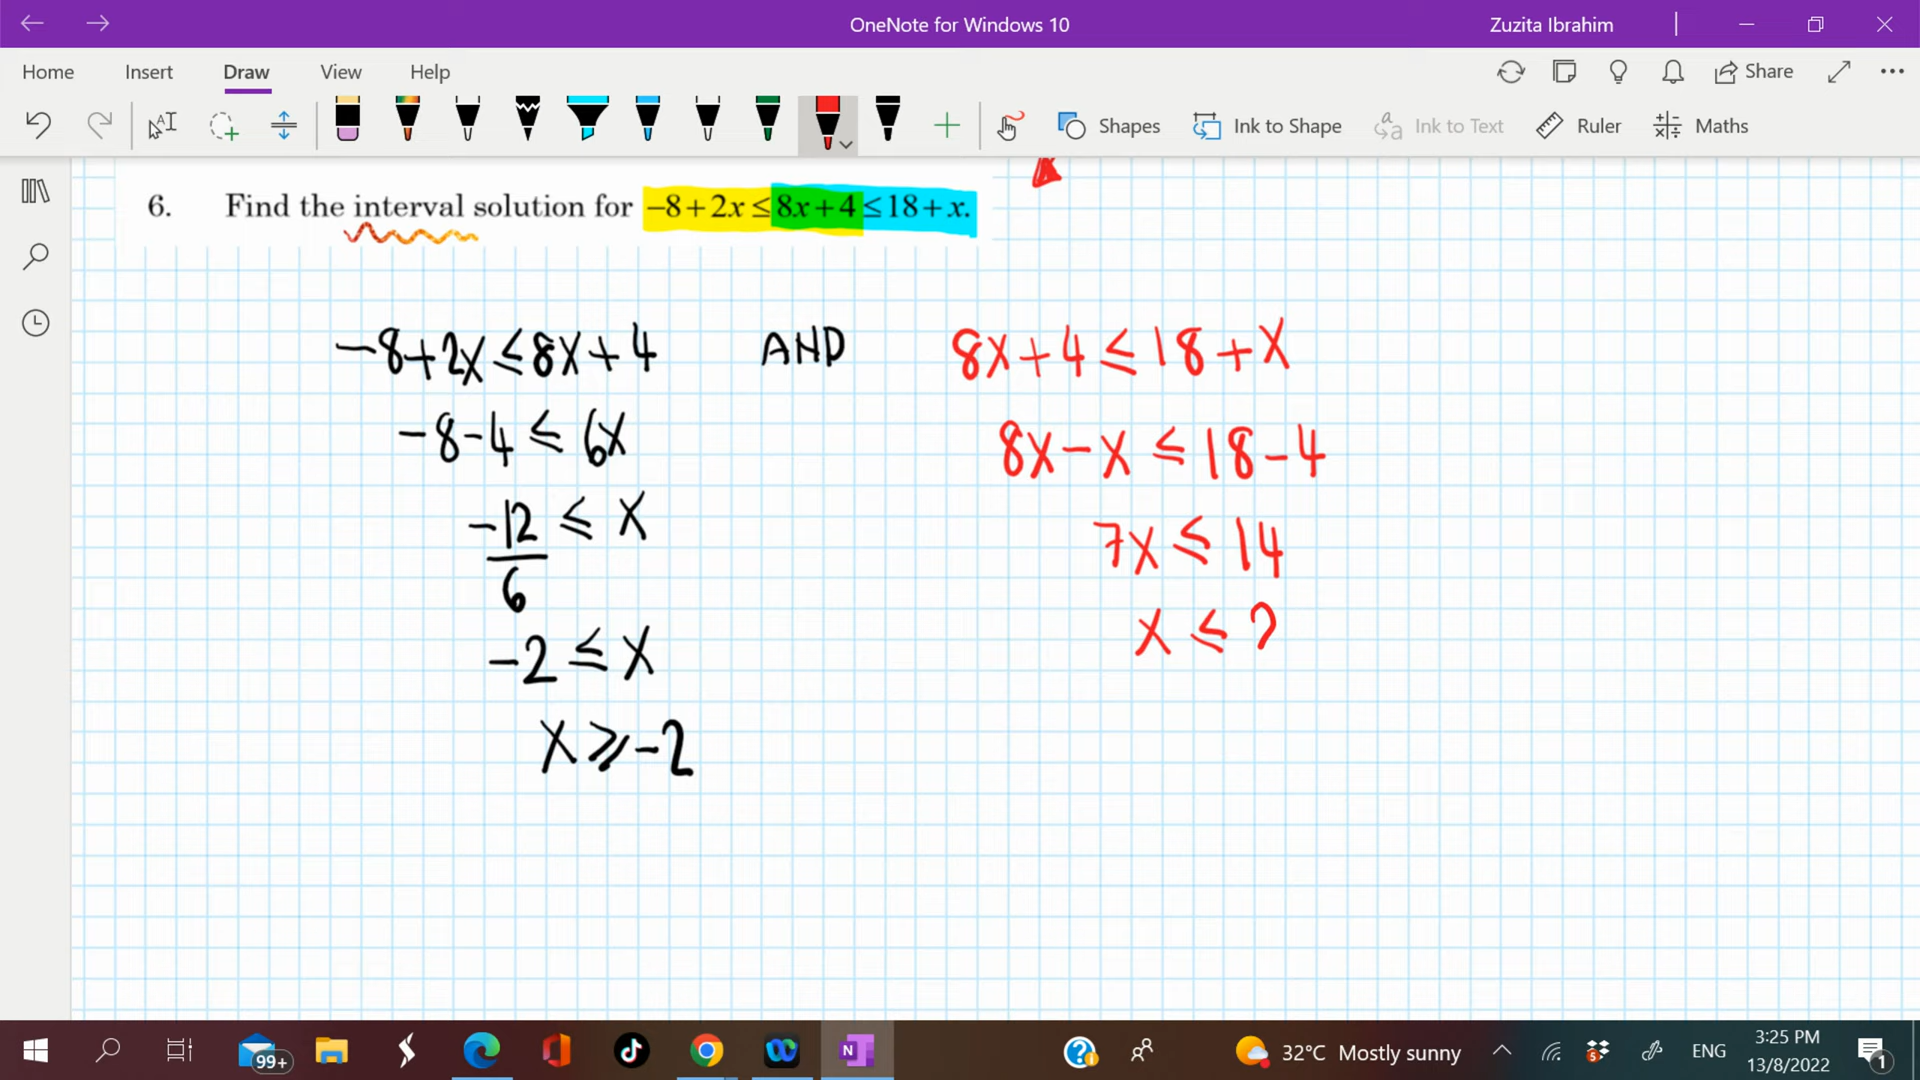 OneNote for Windows 10
Zuzita Ibrahim
Home Insert Draw View Help
Share
Shapes Ink to Shape Ink to Text Ruler Maths
6. Find the interval solution for −8 + 2x ≤ 8x + 4 ≤ 18 + x.
−8+2x ≤ 8x+4 AND 8x+4 ≤ 18+x
−8−4 ≤ 6x
8x−x ≤ 18−4
−12/6 ≤ x
7x ≤ 14
−2 ≤ x
x ≤
x ⩾ −2
99+
32°C Mostly sunny
ENG
3:25 PM
13/8/2022
1